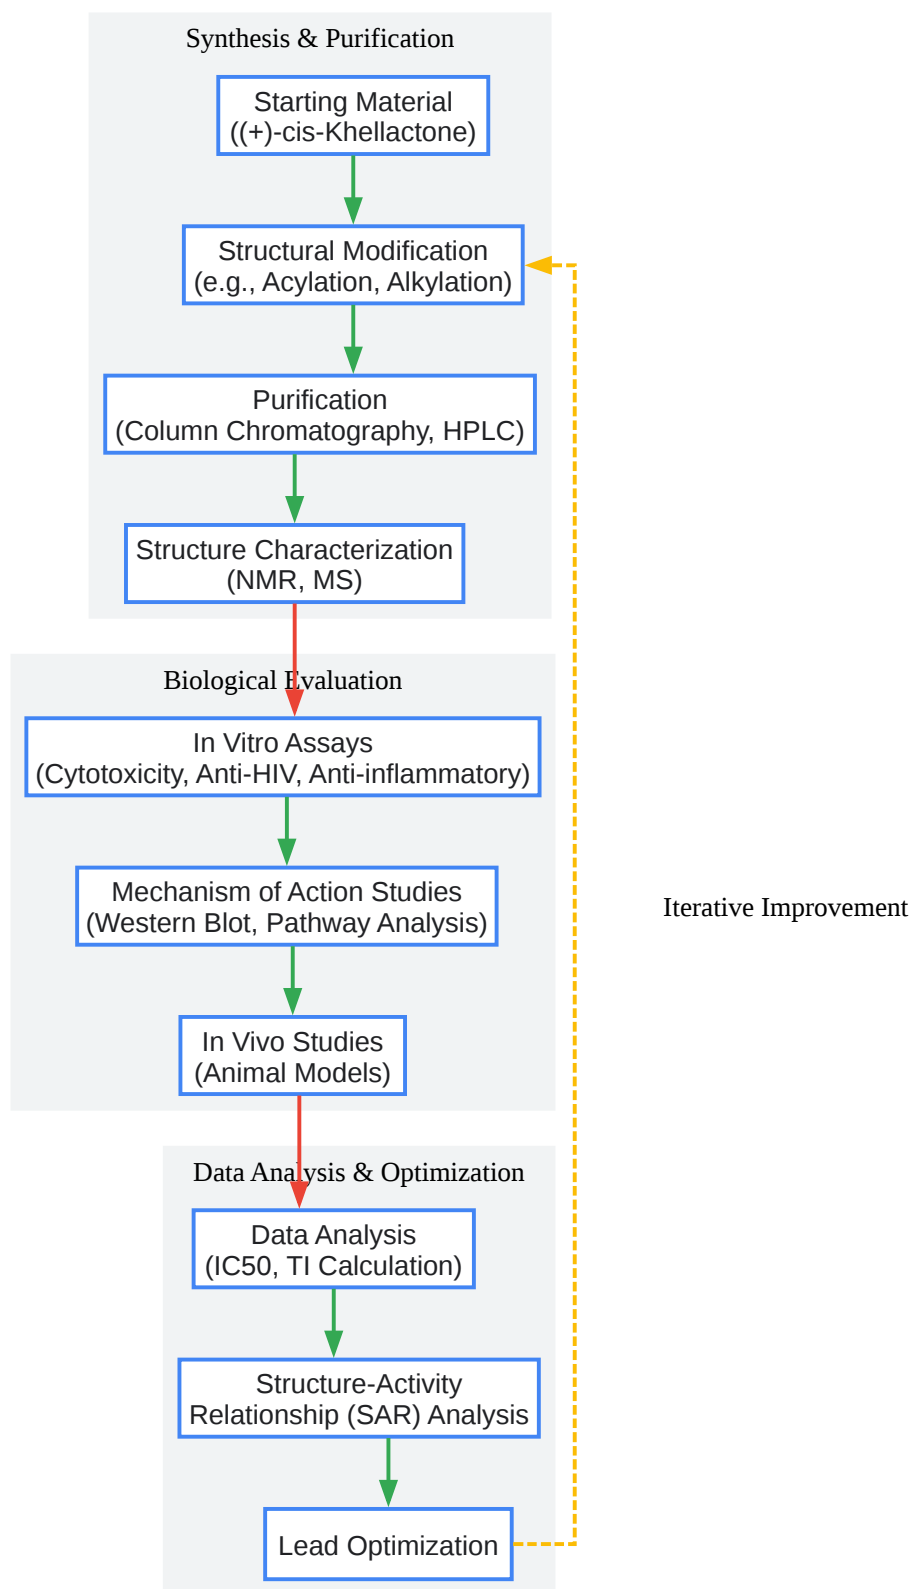 Synthesis & Purification
Starting Material
((+)-cis-Khellactone)
Structural Modification
(e.g., Acylation, Alkylation)
Purification
(Column Chromatography, HPLC)
Structure Characterization
(NMR, MS)
Biological Evaluation
In Vitro Assays
(Cytotoxicity, Anti-HIV, Anti-inflammatory)
Mechanism of Action Studies
(Western Blot, Pathway Analysis)
Iterative Improvement
In Vivo Studies
(Animal Models)
Data Analysis & Optimization
Data Analysis
(IC50, TI Calculation)
Structure-Activity
Relationship (SAR) Analysis
Lead Optimization